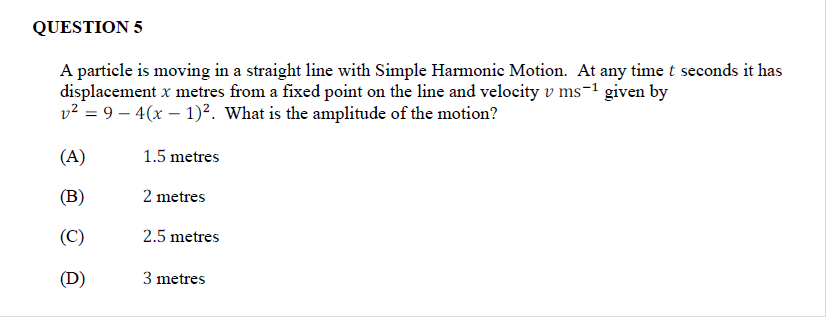 QUESTION 5
A particle is moving in a straight line with Simple Harmonic Motion. At any time t seconds it has
displacement x metres from a fixed point on the line and velocity v ms⁻¹ given by
v² = 9 – 4(x – 1)². What is the amplitude of the motion?
(A) 1.5 metres
(B) 2 metres
(C) 2.5 metres
(D) 3 metres